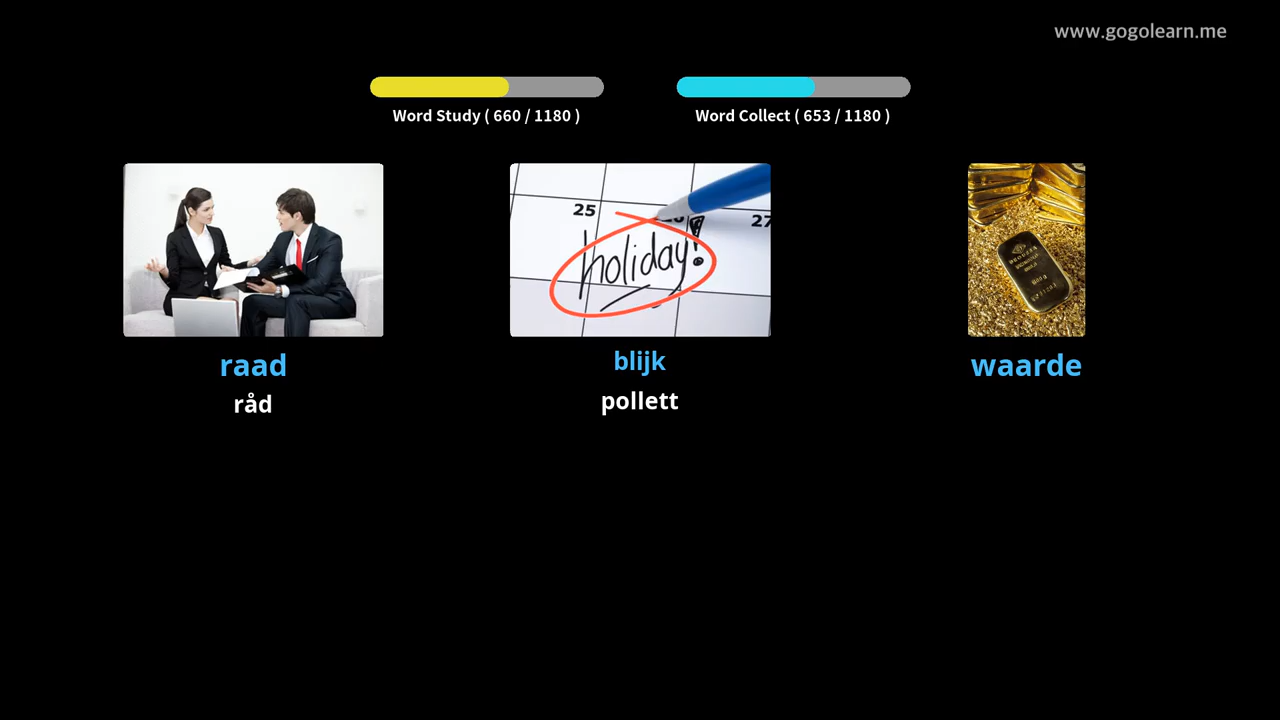 www.gogolearn.me
Word Study ( 660 / 1180 )
Word Collect ( 653 / 1180 )
25
27
holiday!
raad
råd
blijk
pollett
waarde